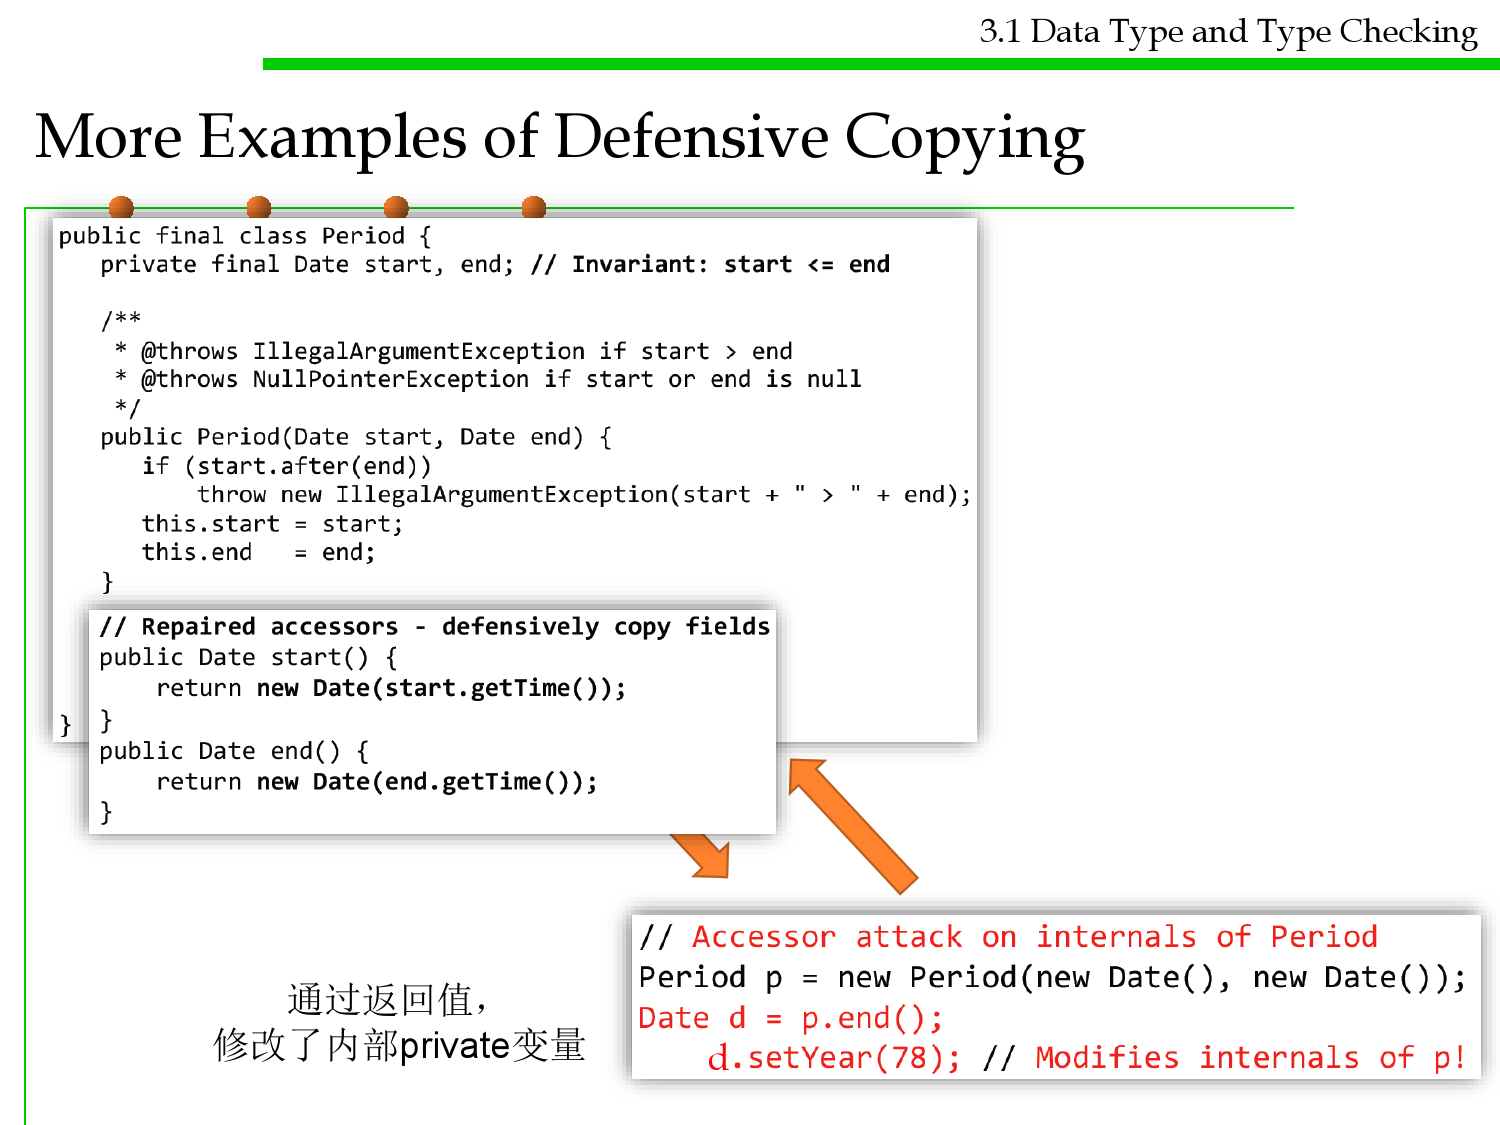 3.1 Data Type and Type Checking
More Examples of Defensive Copying
public final class Period {
private final Date start, end; // Invariant: start <= end
/**
* @throws IllegalArgumentException if start > end
* @throws NullPointerException if start or end is null
*/
public Period(Date start, Date end) {
if (start.after(end))
throw new IllegalArgumentException(start + " > " + end);
this.start = start;
this.end   = end;
}
// Repaired accessors - defensively copy fields
public Date start() {
return new Date(start.getTime());
}
public Date end() {
return new Date(end.getTime());
}
}
// Accessor attack on internals of Period
Period p = new Period(new Date(), new Date());
Date d = p.end();
d.setYear(78); // Modifies internals of p!
通过返回值，
修改了内部private变量